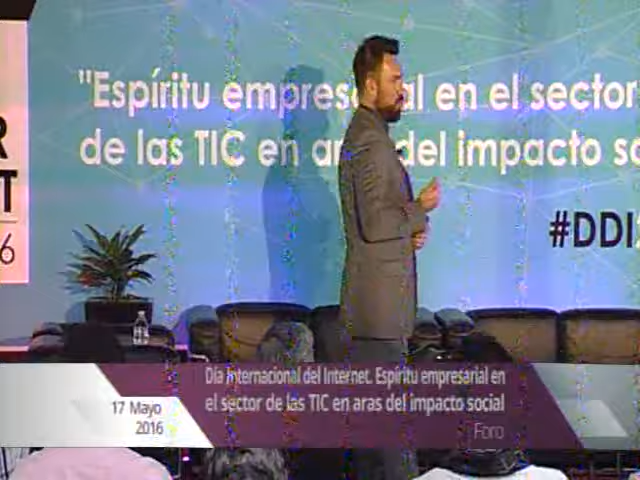 "Espíritu empresarial en el sector
de las TIC en aras del impacto so
#DDI
R
T
6
17 Mayo
2016
Día Internacional del Internet. Espíritu empresarial en
el sector de las TIC en aras del impacto social
Foro